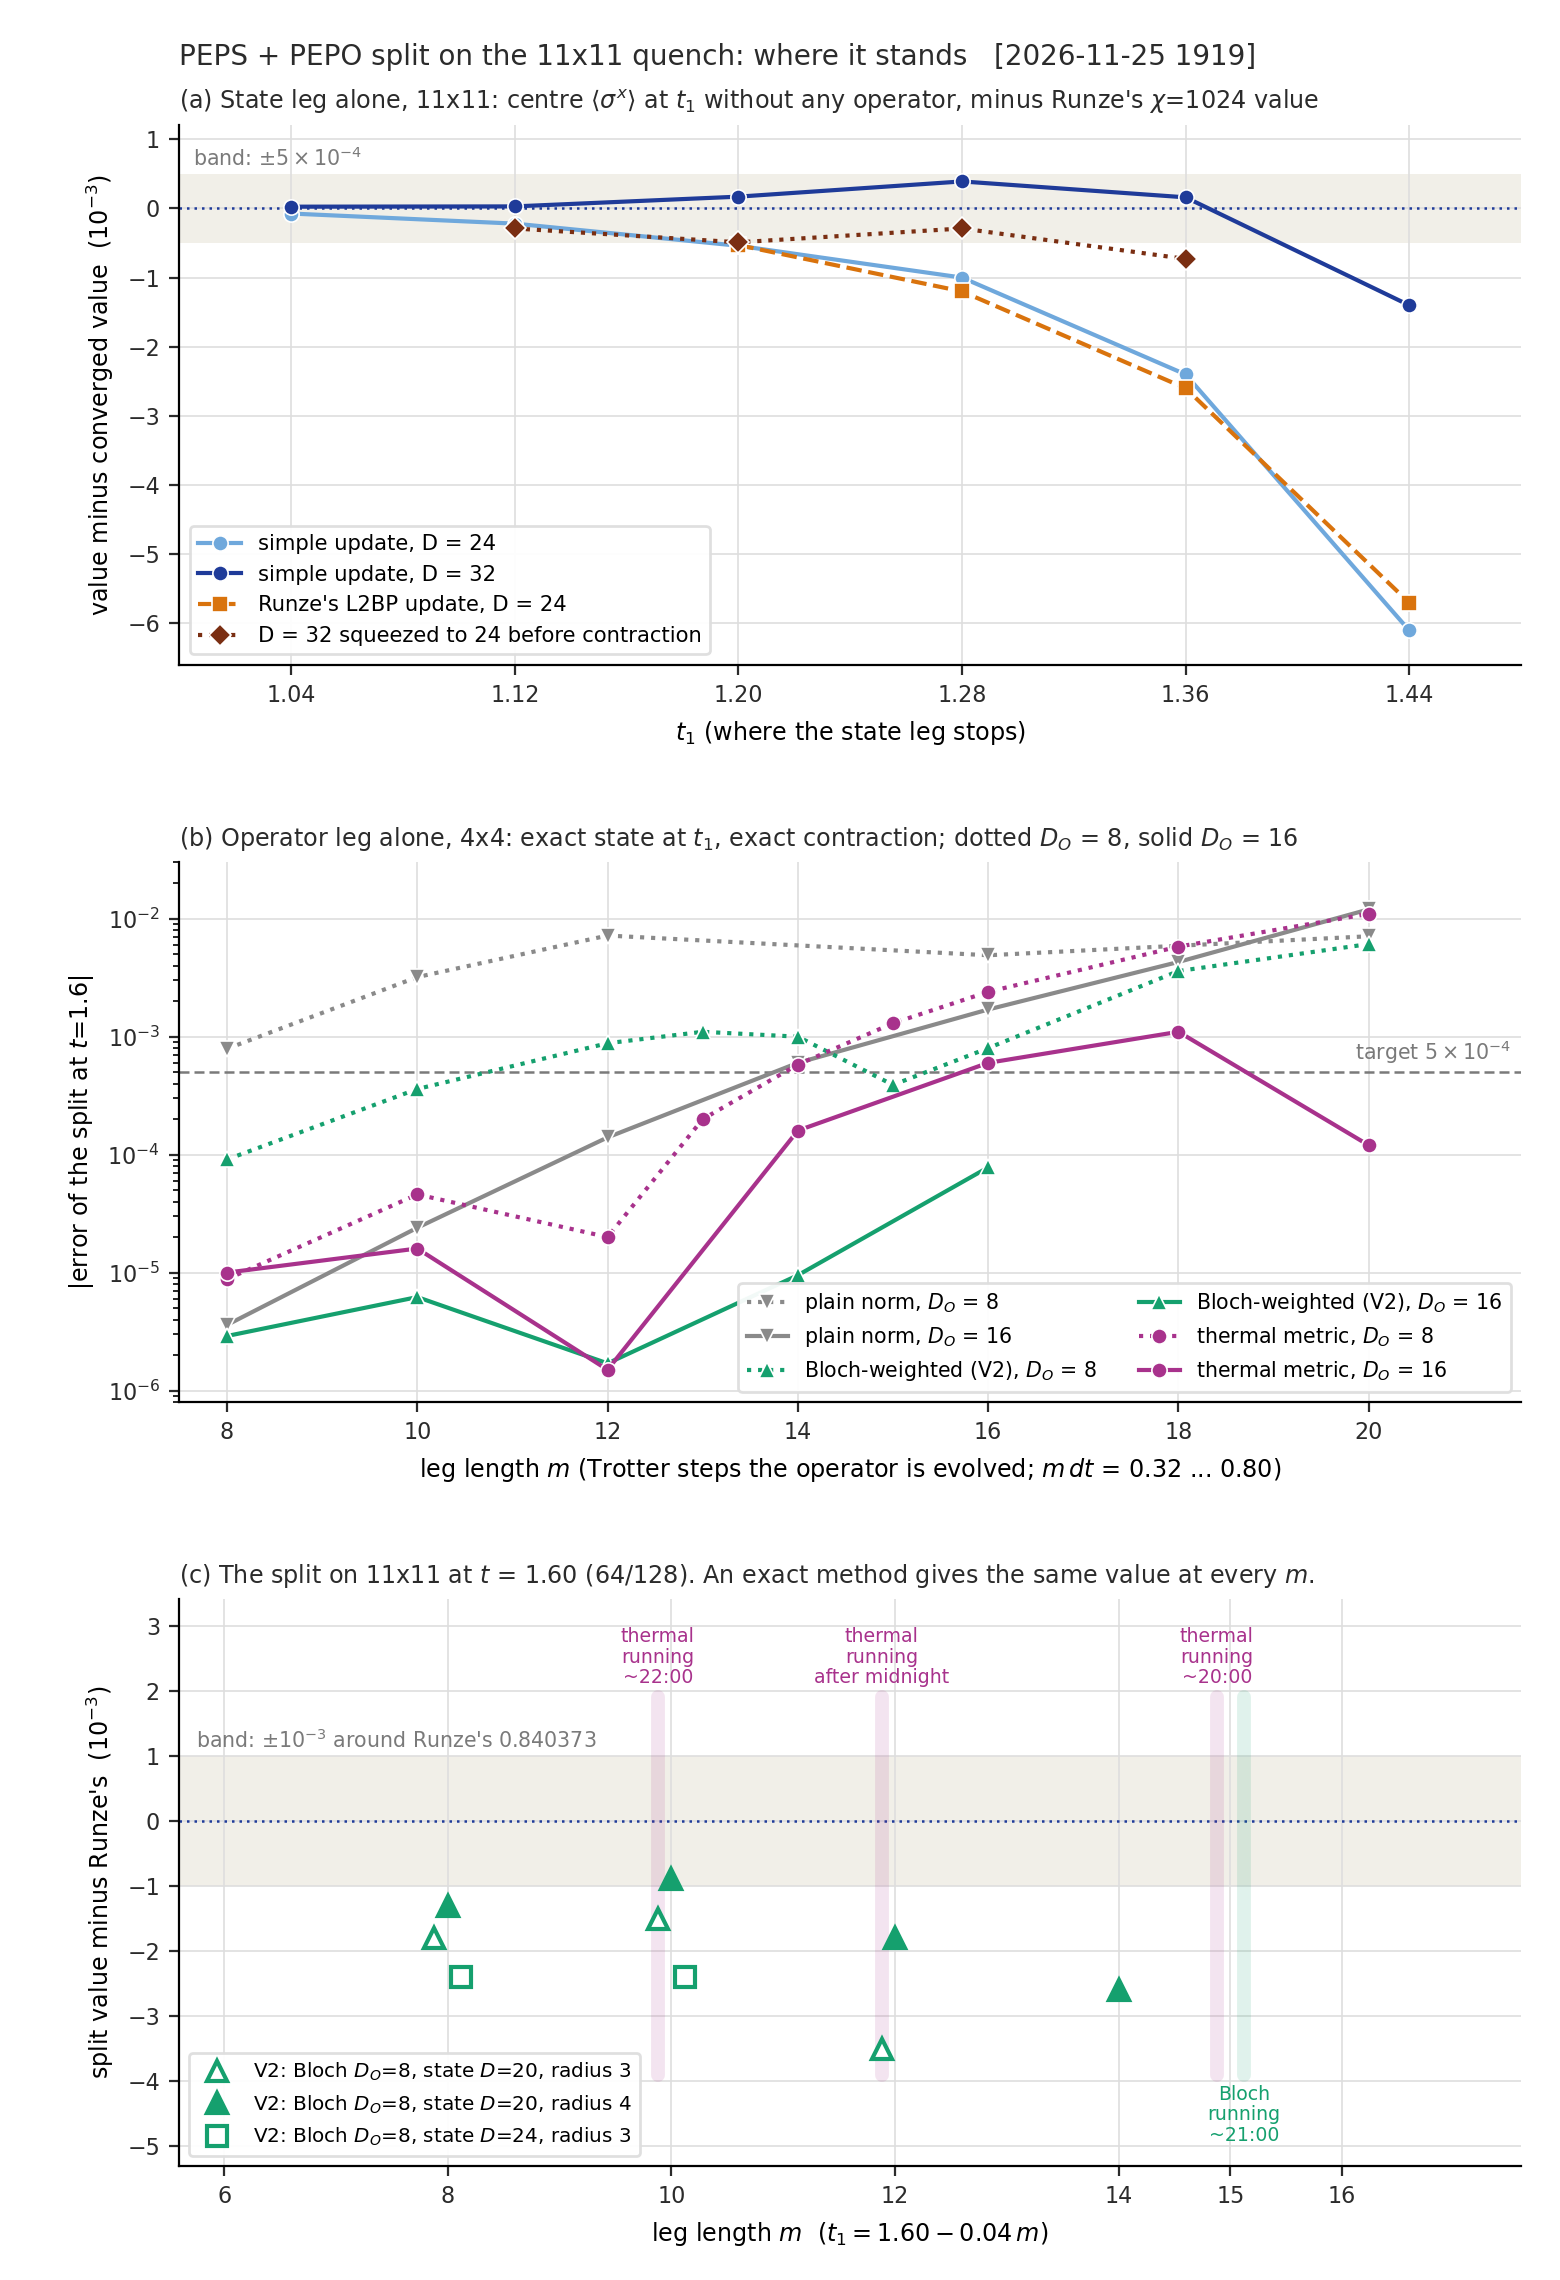 PEPS + PEPO split on the 11x11 quench: where it stands [2026-11-25 1919]
(a) State leg alone, 11x11: centre ⟨σˣ⟩ at t₁ without any operator, minus Runze's χ=1024 value
1
0
−1
−2
−3
−4
−5
−6
value minus converged value (10⁻³)
band: ±5 × 10⁻⁴
simple update, D = 24
simple update, D = 32
Runze's L2BP update, D = 24
D = 32 squeezed to 24 before contraction
1.04 1.12 1.20 1.28 1.36 1.44
t₁ (where the state leg stops)
(b) Operator leg alone, 4x4: exact state at t₁, exact contraction; dotted D_O = 8, solid D_O = 16
10⁻²
10⁻³
10⁻⁴
10⁻⁵
10⁻⁶
|error of the split at t=1.6|
target 5 × 10⁻⁴
plain norm, D_O = 8
plain norm, D_O = 16
Bloch-weighted (V2), D_O = 8
Bloch-weighted (V2), D_O = 16
thermal metric, D_O = 8
thermal metric, D_O = 16
8 10 12 14 16 18 20
leg length m (Trotter steps the operator is evolved; m dt = 0.32 ... 0.80)
(c) The split on 11x11 at t = 1.60 (64/128). An exact method gives the same value at every m.
3
2
1
0
−1
−2
−3
−4
−5
split value minus Runze's (10⁻³)
thermal
running
~22:00
thermal
running
after midnight
thermal
running
~20:00
band: ±10⁻³ around Runze's 0.840373
Bloch
running
~21:00
V2: Bloch D_O=8, state D=20, radius 3
V2: Bloch D_O=8, state D=20, radius 4
V2: Bloch D_O=8, state D=24, radius 3
6 8 10 12 14 15 16
leg length m (t₁ = 1.60 − 0.04 m)